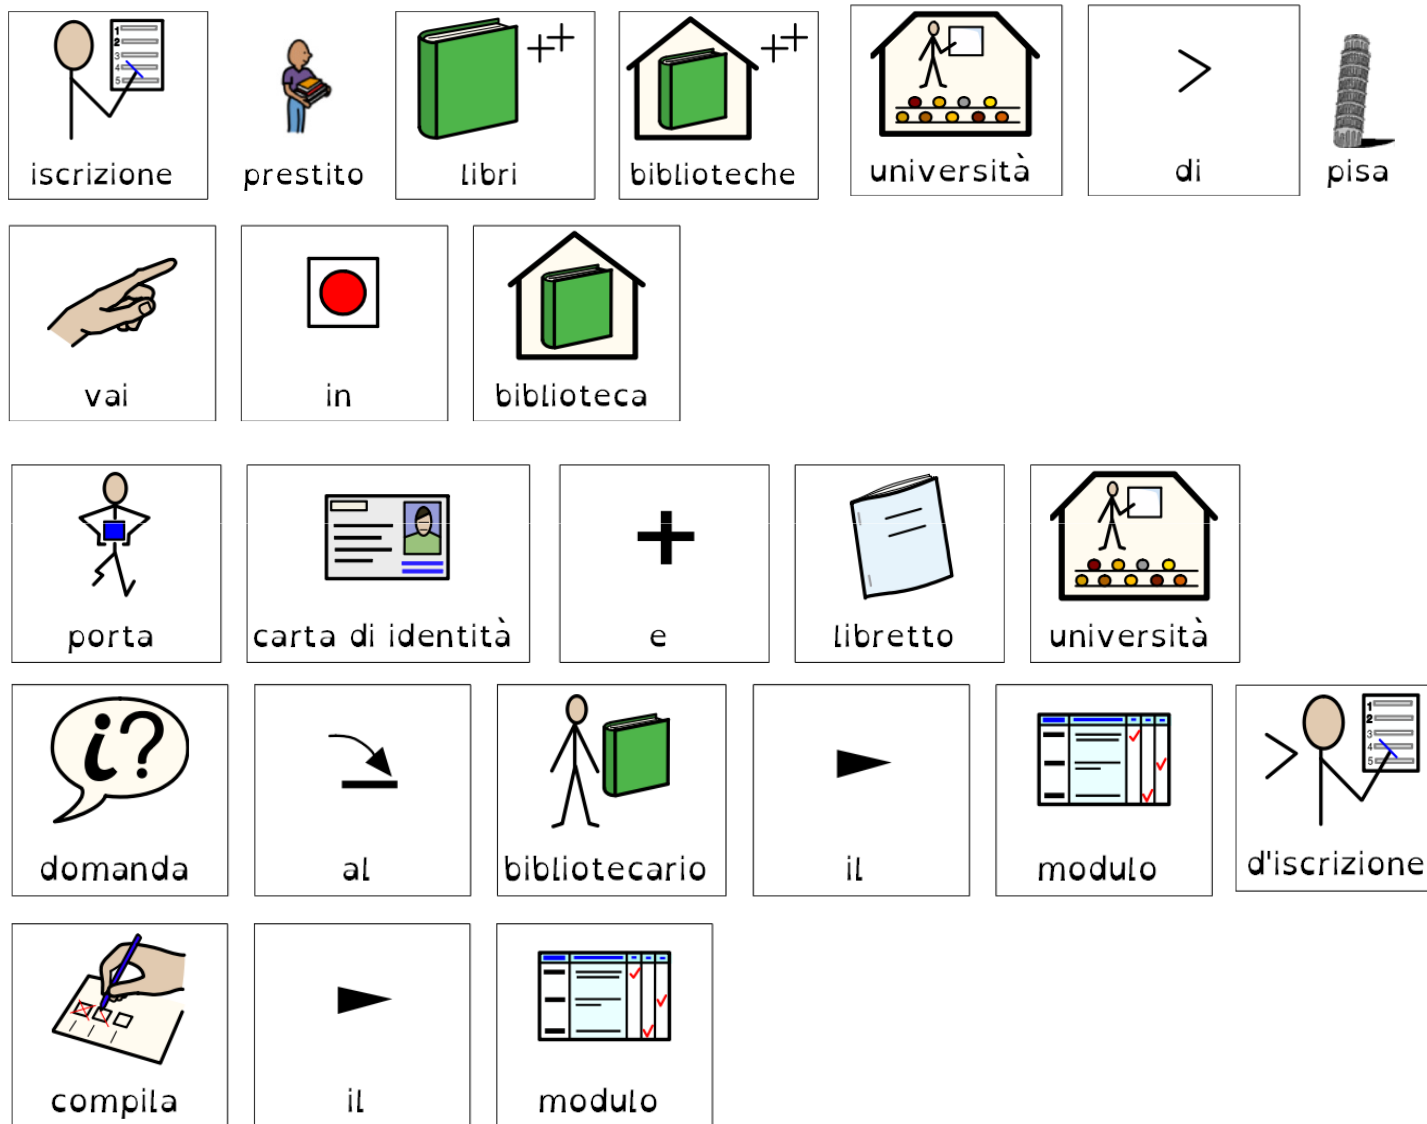 iscrizione prestito libri biblioteche università di pisa
vai in biblioteca
porta carta di identità e libretto università
domanda al bibliotecario il modulo d'iscrizione
compila il modulo